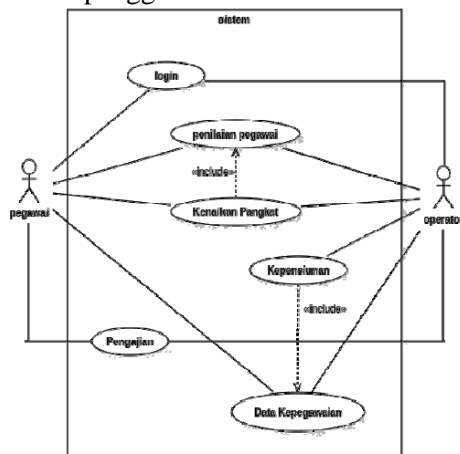 sistem
login
penilaian pegawai
«include»
pegawai
Kenaikan Pangkat
operato
Kepensiunan
«include»
Pengajian
Data Kepegawaian